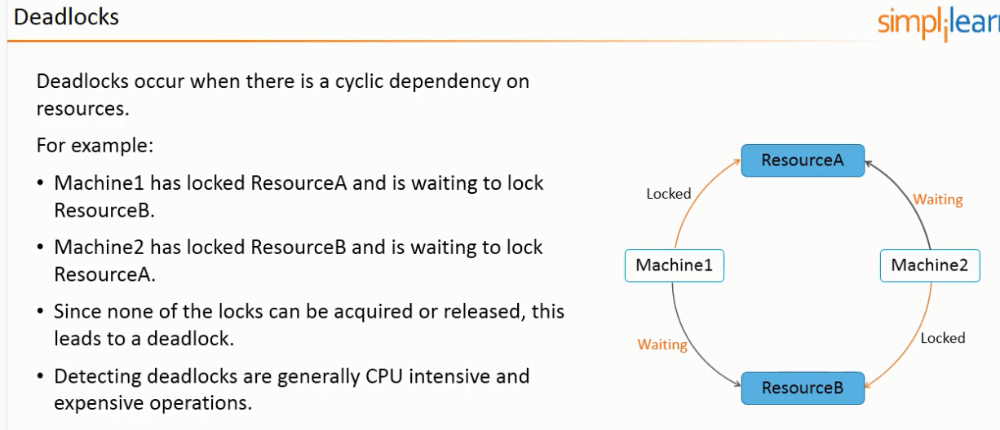 Deadlocks
simpl;lear
Deadlocks occur when there is a cyclic dependency on
resources.
For example:
• Machine1 has locked ResourceA and is waiting to lock
ResourceB.
• Machine2 has locked ResourceB and is waiting to lock
ResourceA.
• Since none of the locks can be acquired or released, this
leads to a deadlock.
• Detecting deadlocks are generally CPU intensive and
expensive operations.
ResourceA
Locked
Waiting
Machine1
Machine2
Waiting
Locked
ResourceB